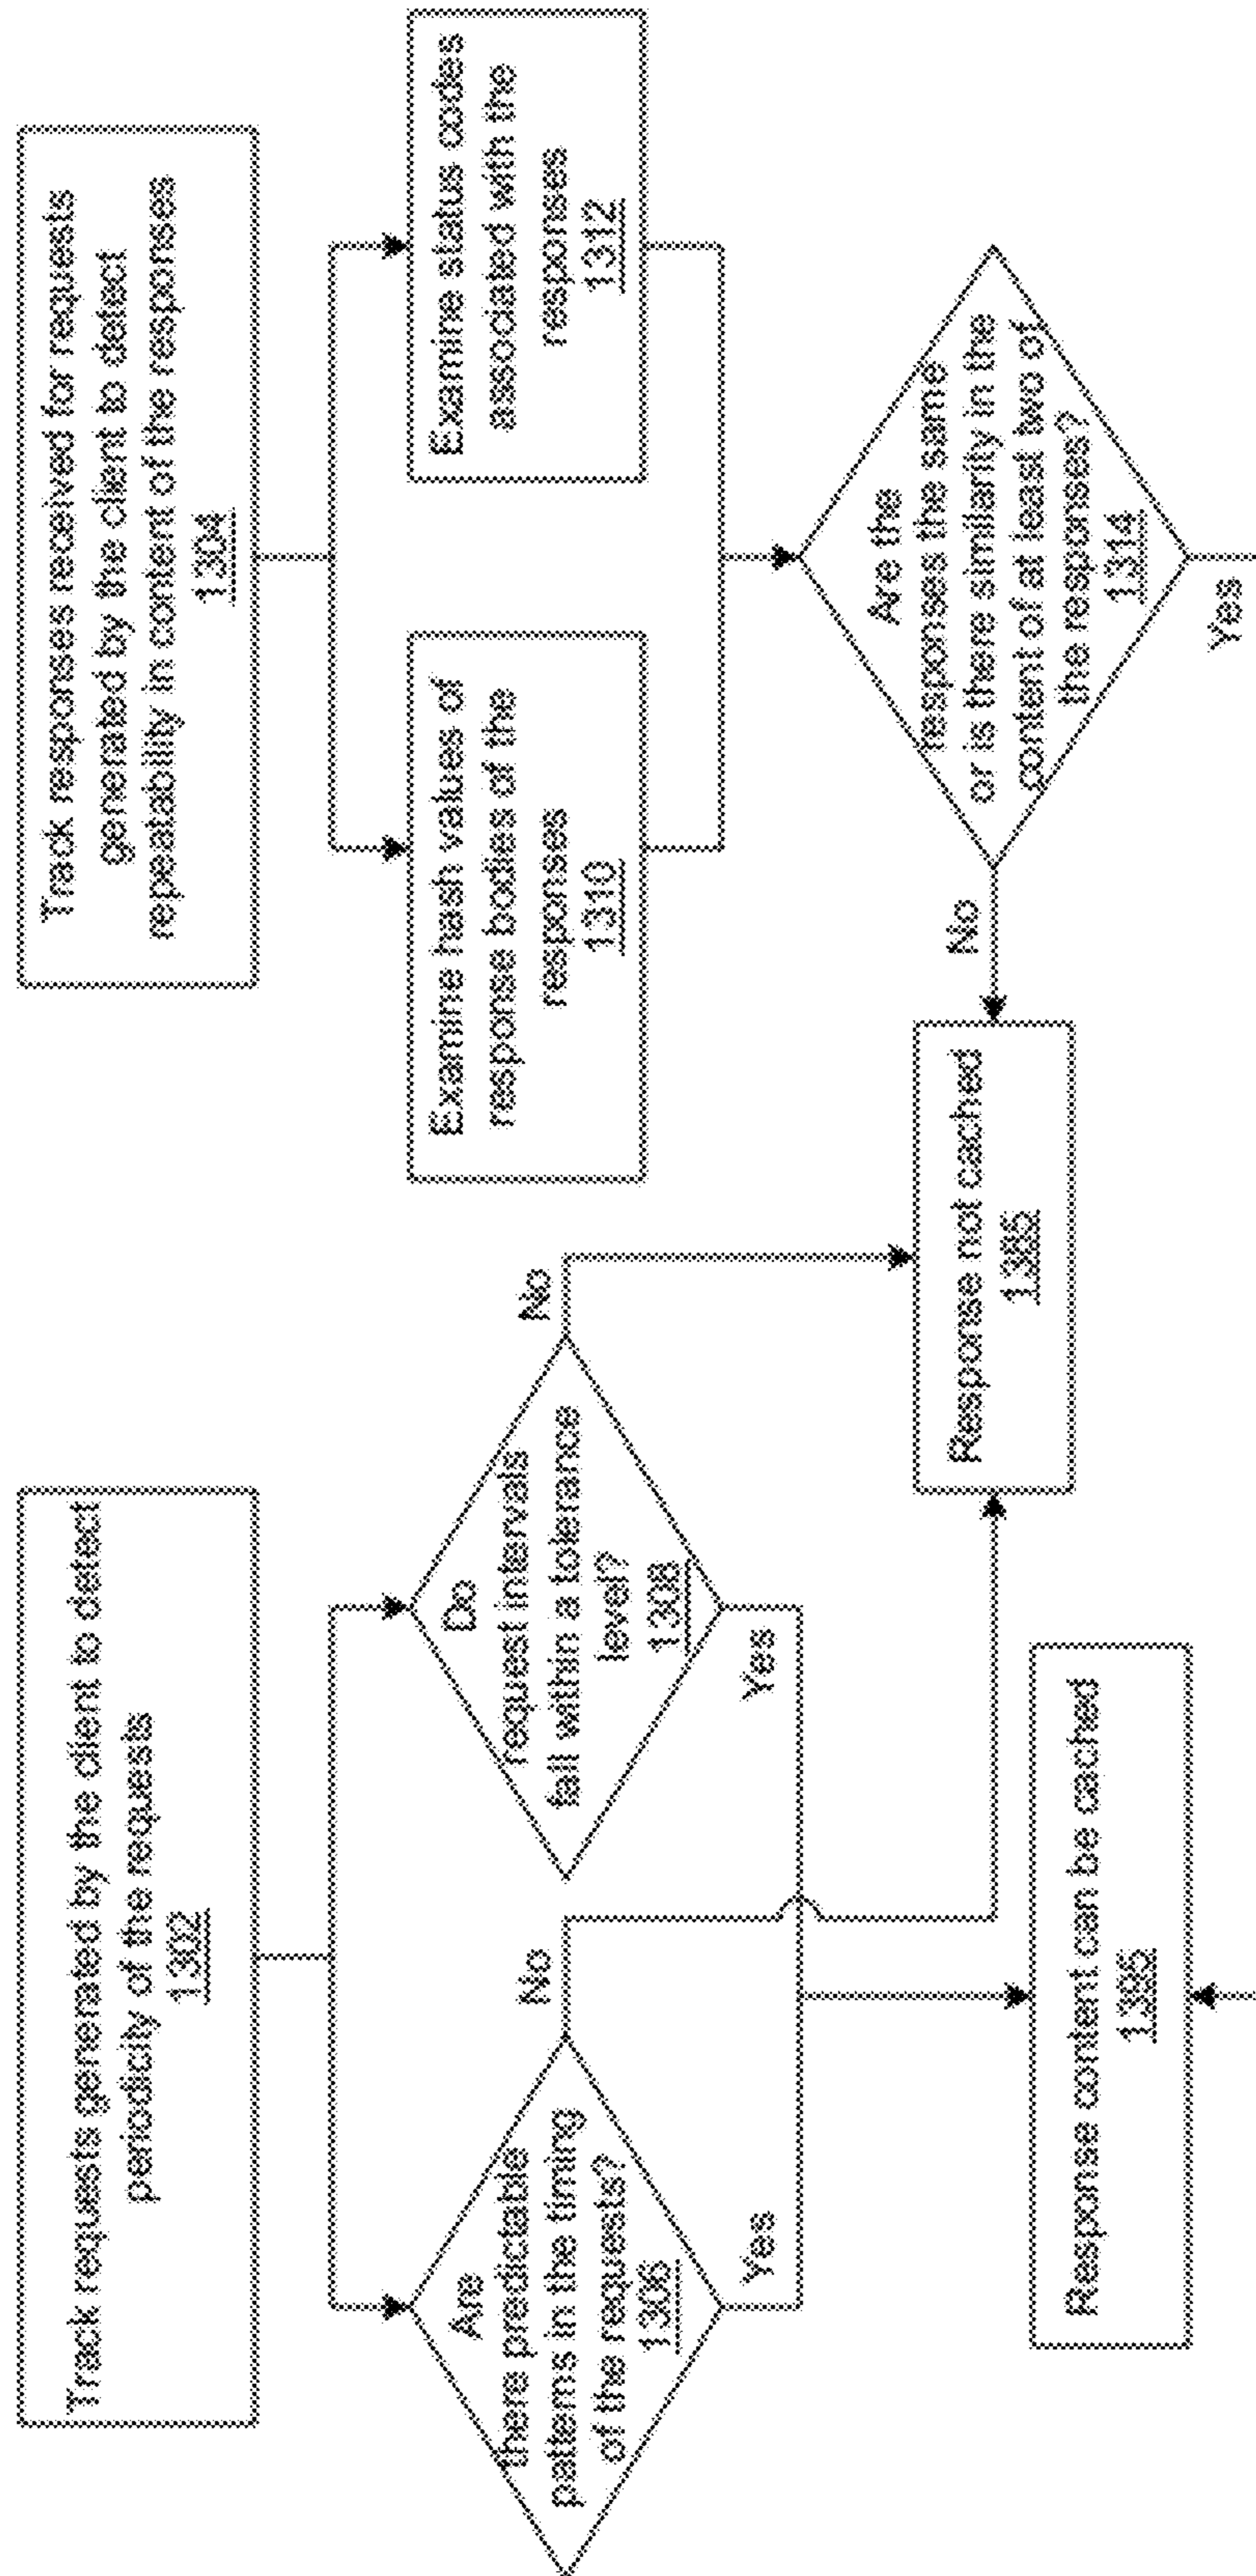 Track requests generated by the client to detect
periodicity of the requests
1302
Track responses received for requests
generated by the client to detect
repeatability in content of the responses
1304
Are
there predictable
patterns in the timing
of the requests?
1306
No
Yes
Do
request intervals
fall within a tolerance
level?
1308
No
Yes
Examine hash values of
response bodies of the
responses
1310
Examine status codes
associated with the
responses
1312
Are the
responses the same
or is there similarity in the
content of at least two of
the responses?
1314
No
Yes
Response not cached
1385
Response content can be cached
1395